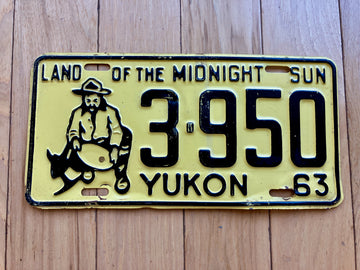 LAND OF THE MIDNIGHT SUN
3-950
YUKON 63